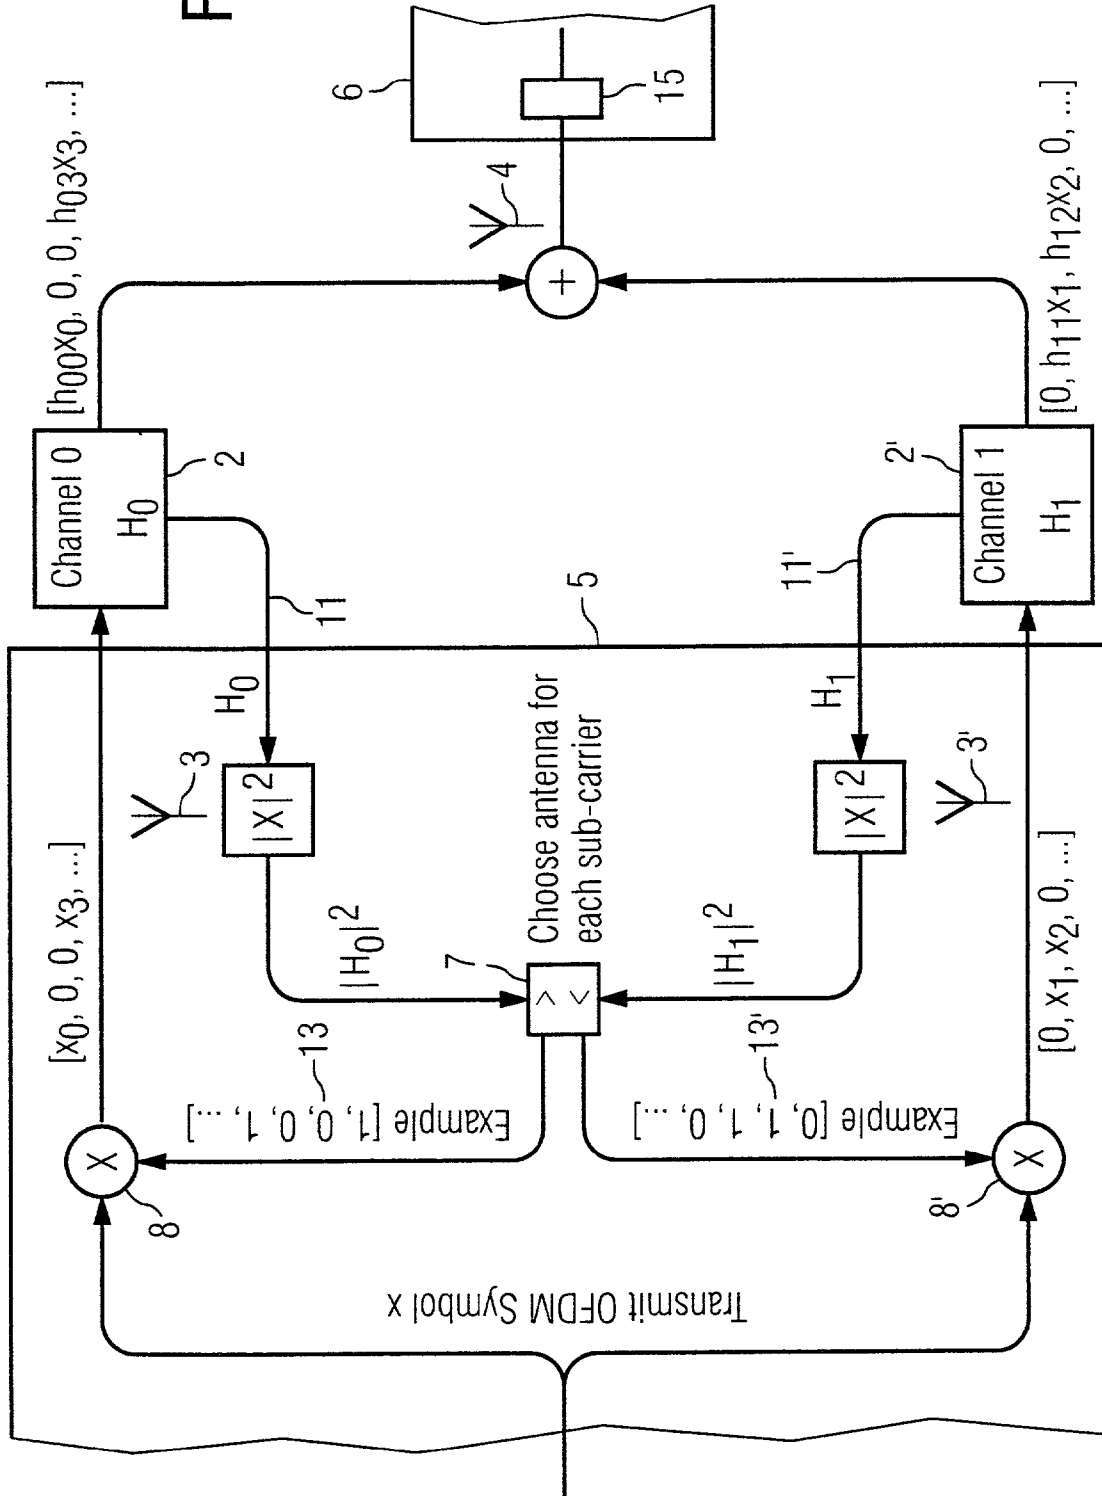 F
[x0, 0, 0, x3, ...]
Channel 0
H0
2
[h00x0, 0, 0, h03x3, ...]
X
8
3
H0
11
|X|2
|H0|2
13
Example [1, 0, 0, 1, ...]
Transmit OFDM Symbol x
7
>
<
Choose antenna for
each sub-carrier
5
+
4
6
15
Example [0, 1, 1, 0, ...]
13'
|H1|2
|X|2
H1
11'
3'
X
8'
[0, x1, x2, 0, ...]
2'
Channel 1
H1
[0, h11x1, h12x2, 0, ...]